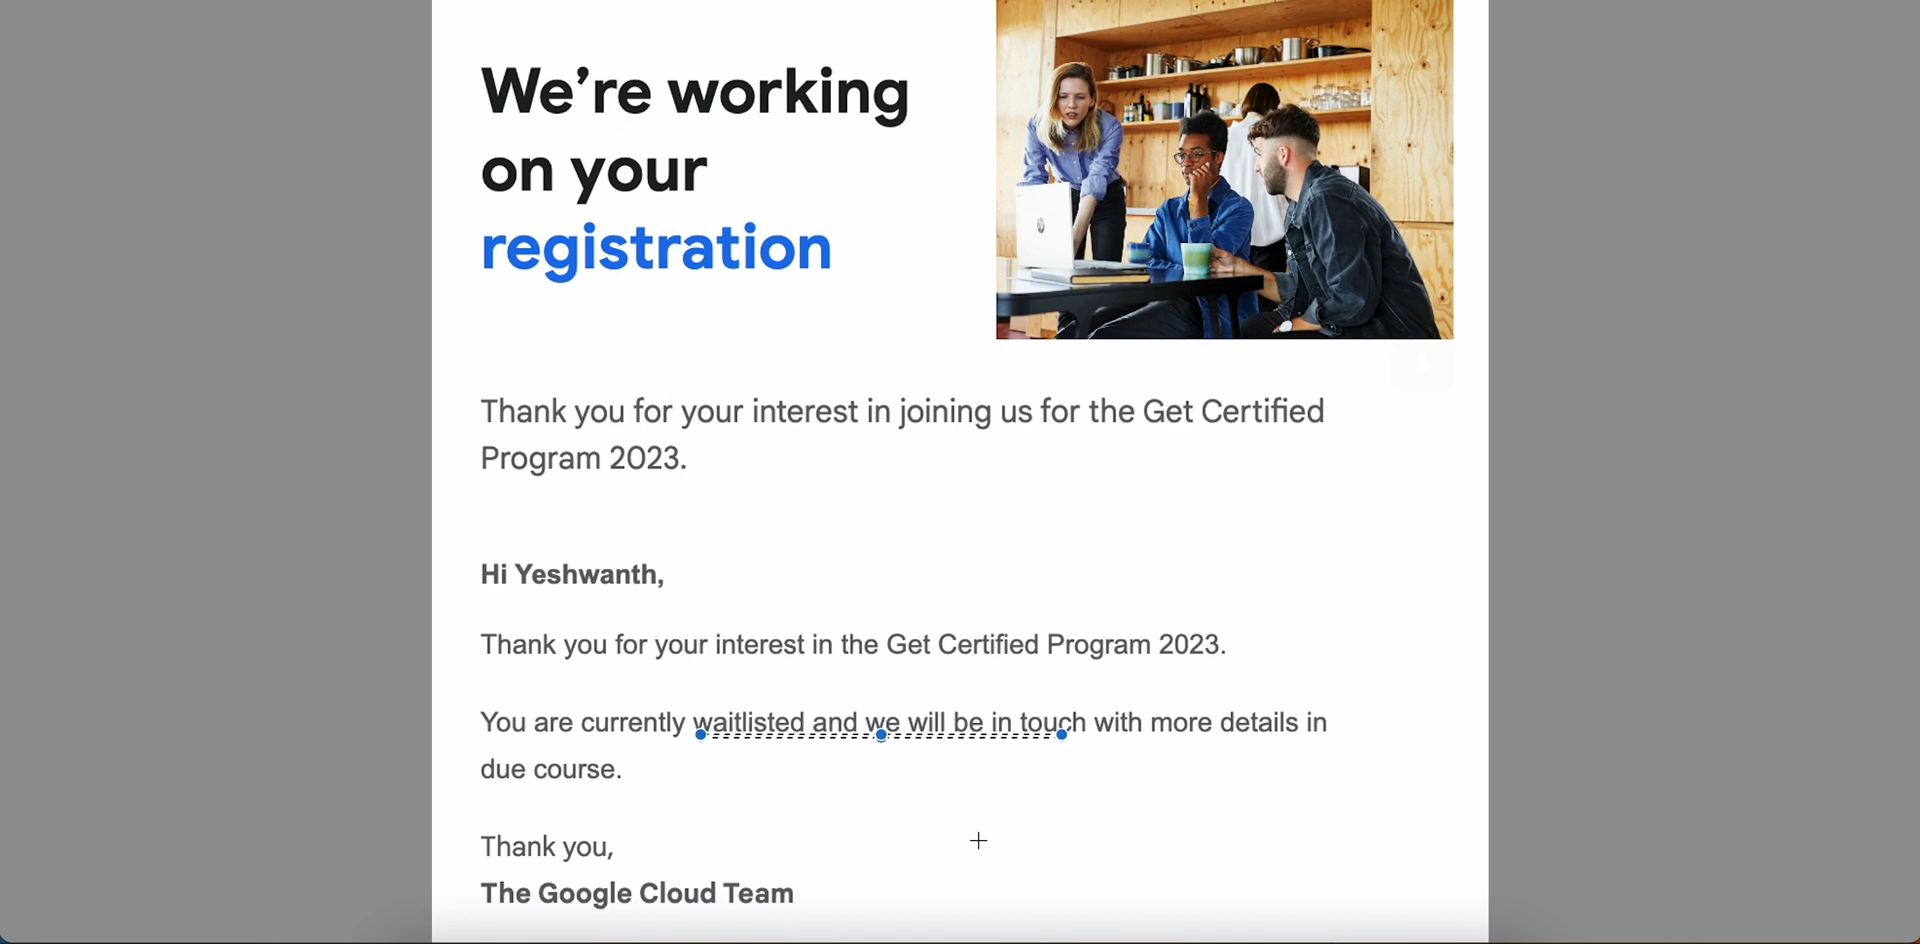 We’re working
on your
registration
Thank you for your interest in joining us for the Get Certified
Program 2023.
Hi Yeshwanth,
Thank you for your interest in the Get Certified Program 2023.
You are currently waitlisted and we will be in touch with more details in
due course.
Thank you,
The Google Cloud Team